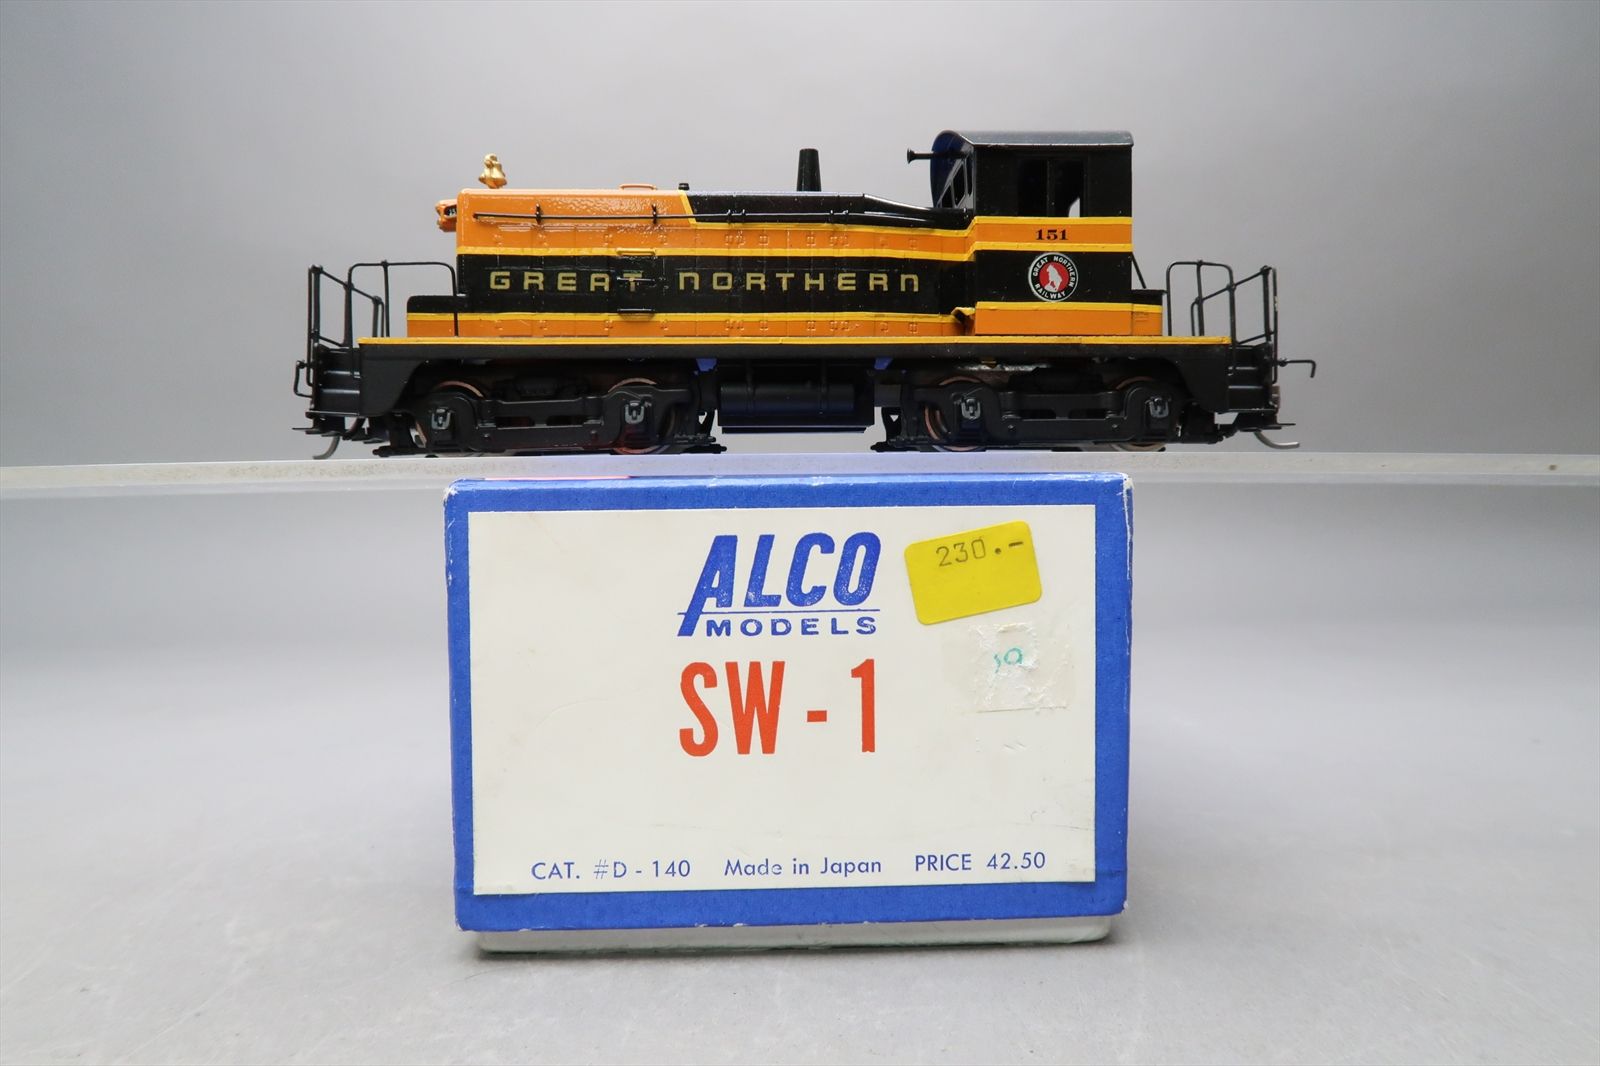 151
GREAT NORTHERN
GREAT NORTHERN
RAILWAY
ALCO
MODELS
230.-
19
SW-1
CAT. #D-140 Made in Japan PRICE 42.50